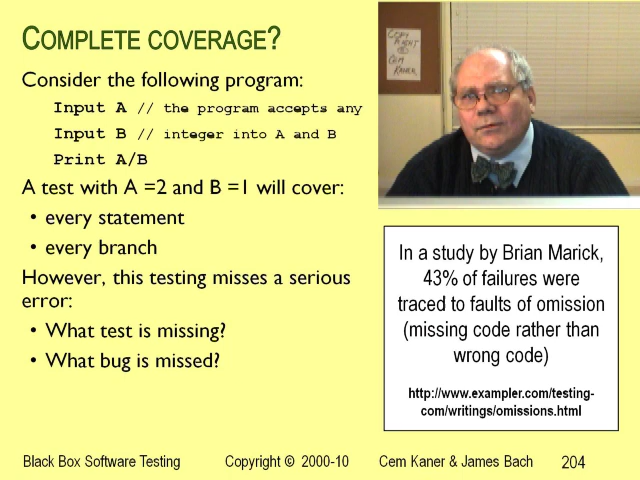 COMPLETE COVERAGE?
Consider the following program:
Input A // the program accepts any
Input B // integer into A and B
Print A/B
A test with A =2 and B =1 will cover:
• every statement
• every branch
However, this testing misses a serious
error:
• What test is missing?
• What bug is missed?
COPY
RIGHT
©
CEM
KANER
In a study by Brian Marick,
43% of failures were
traced to faults of omission
(missing code rather than
wrong code)
http://www.exampler.com/testing-
com/writings/omissions.html
Black Box Software Testing
Copyright © 2000-10
Cem Kaner & James Bach
204